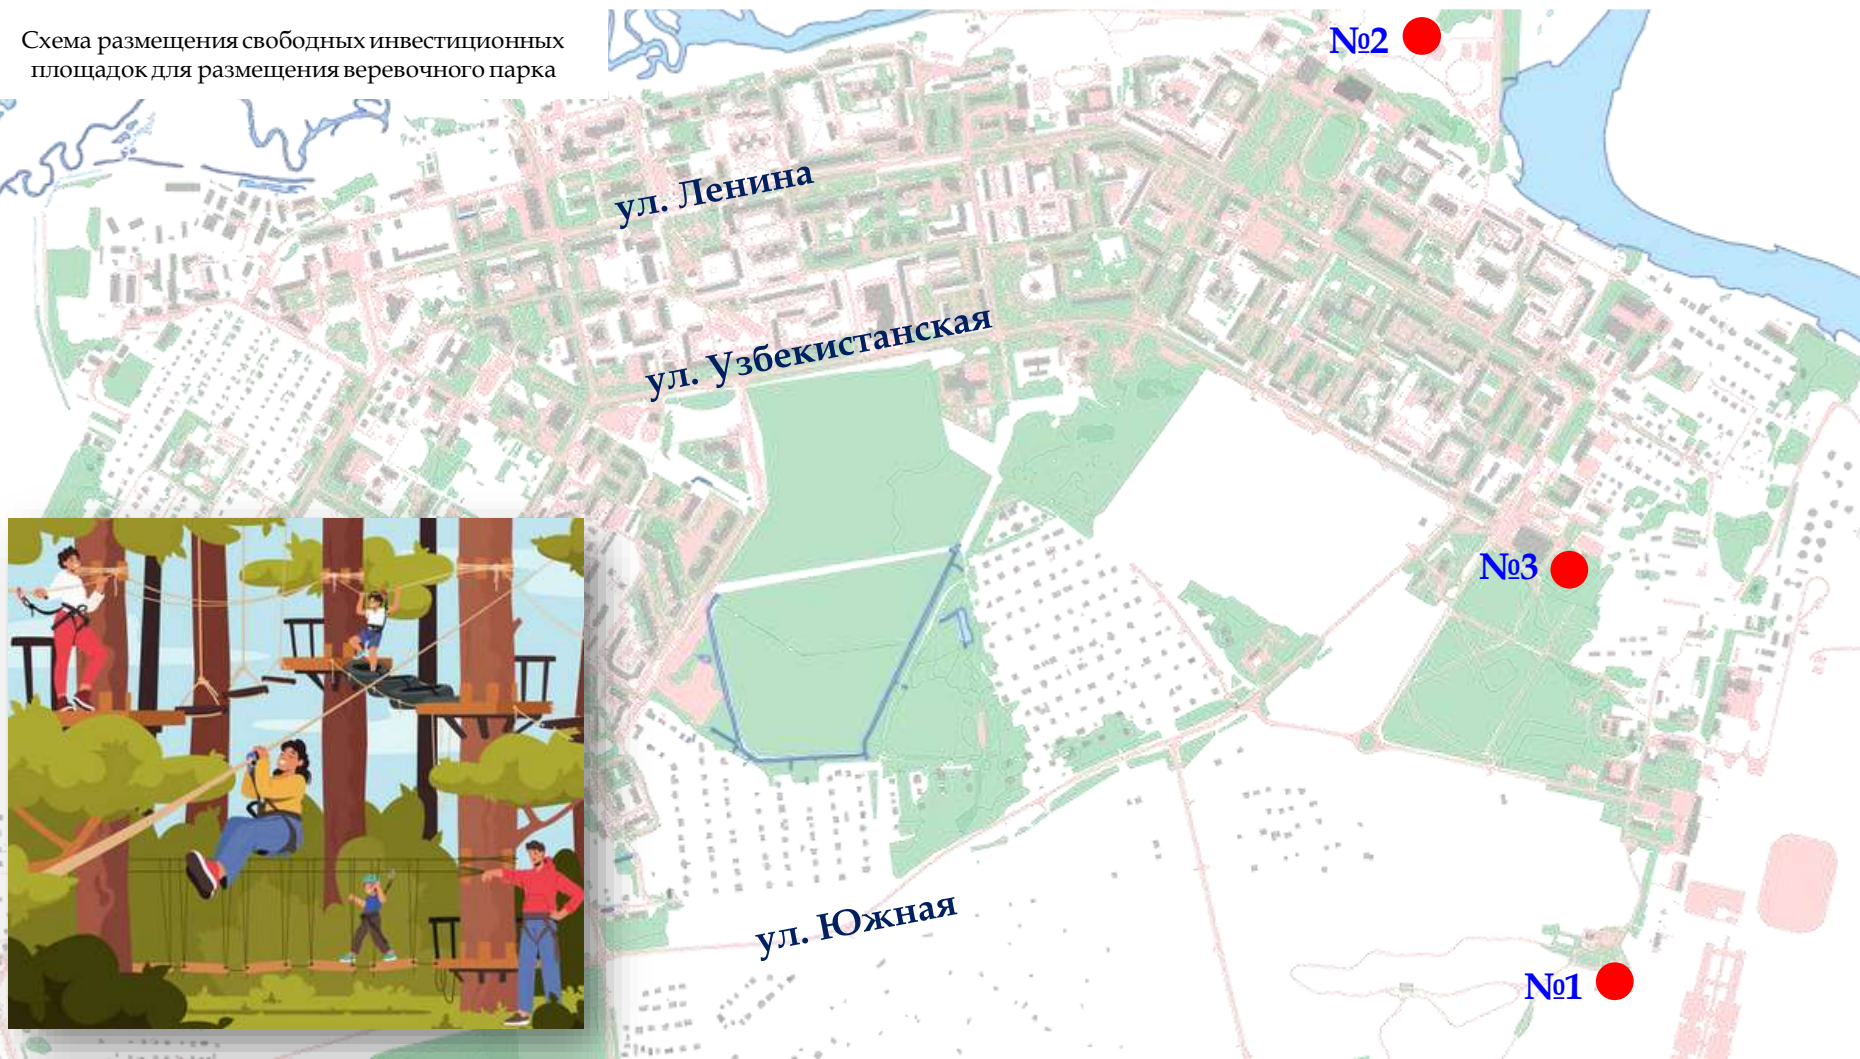 Схема размещения свободных инвестиционных
площадок для размещения веревочного парка
№2
ул. Ленина
ул. Узбекистанская
№3
ул. Южная
№1